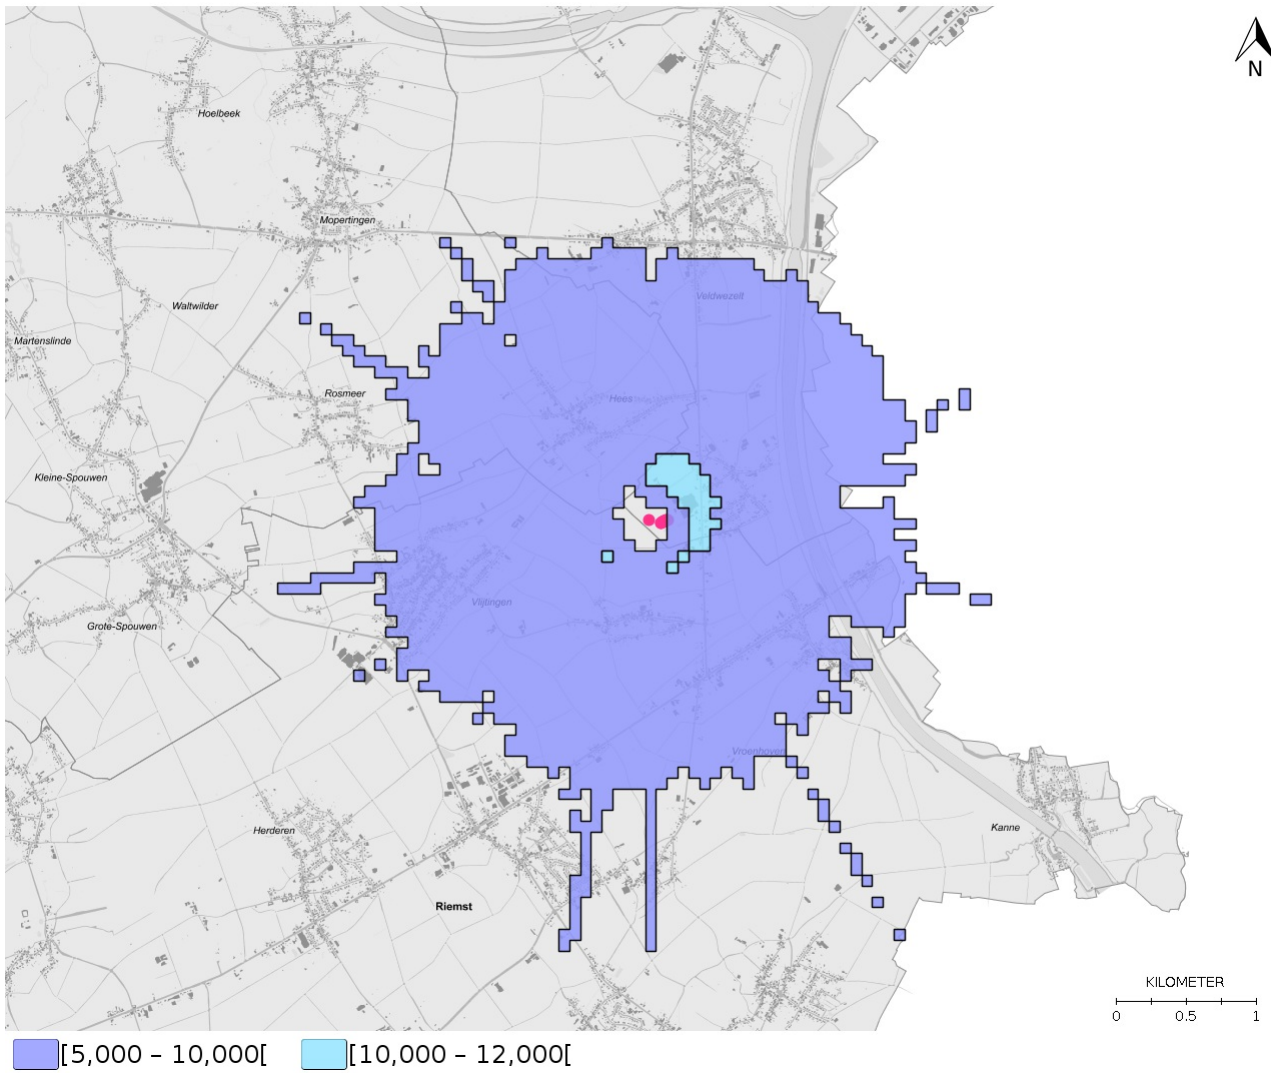 N
Hoelbeek
Mopertingen
Veldwezelt
Waltwilder
Martenslinde
Rosmeer
Hees
Kleine-Spouwen
Vlijtingen
Grote-Spouwen
Vroenhoven
Herderen
Kanne
Riemst
KILOMETER
0 0.5 1
[5,000 – 10,000[ [10,000 – 12,000[